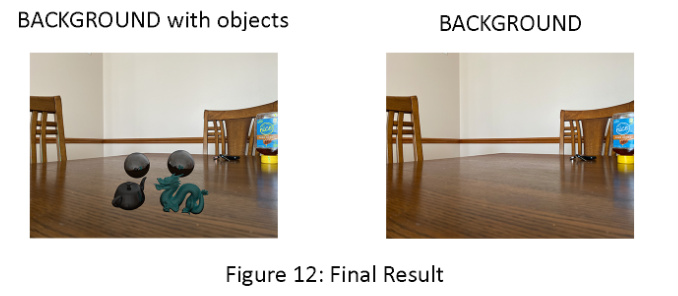 BACKGROUND with objects
BACKGROUND
Figure 12: Final Result